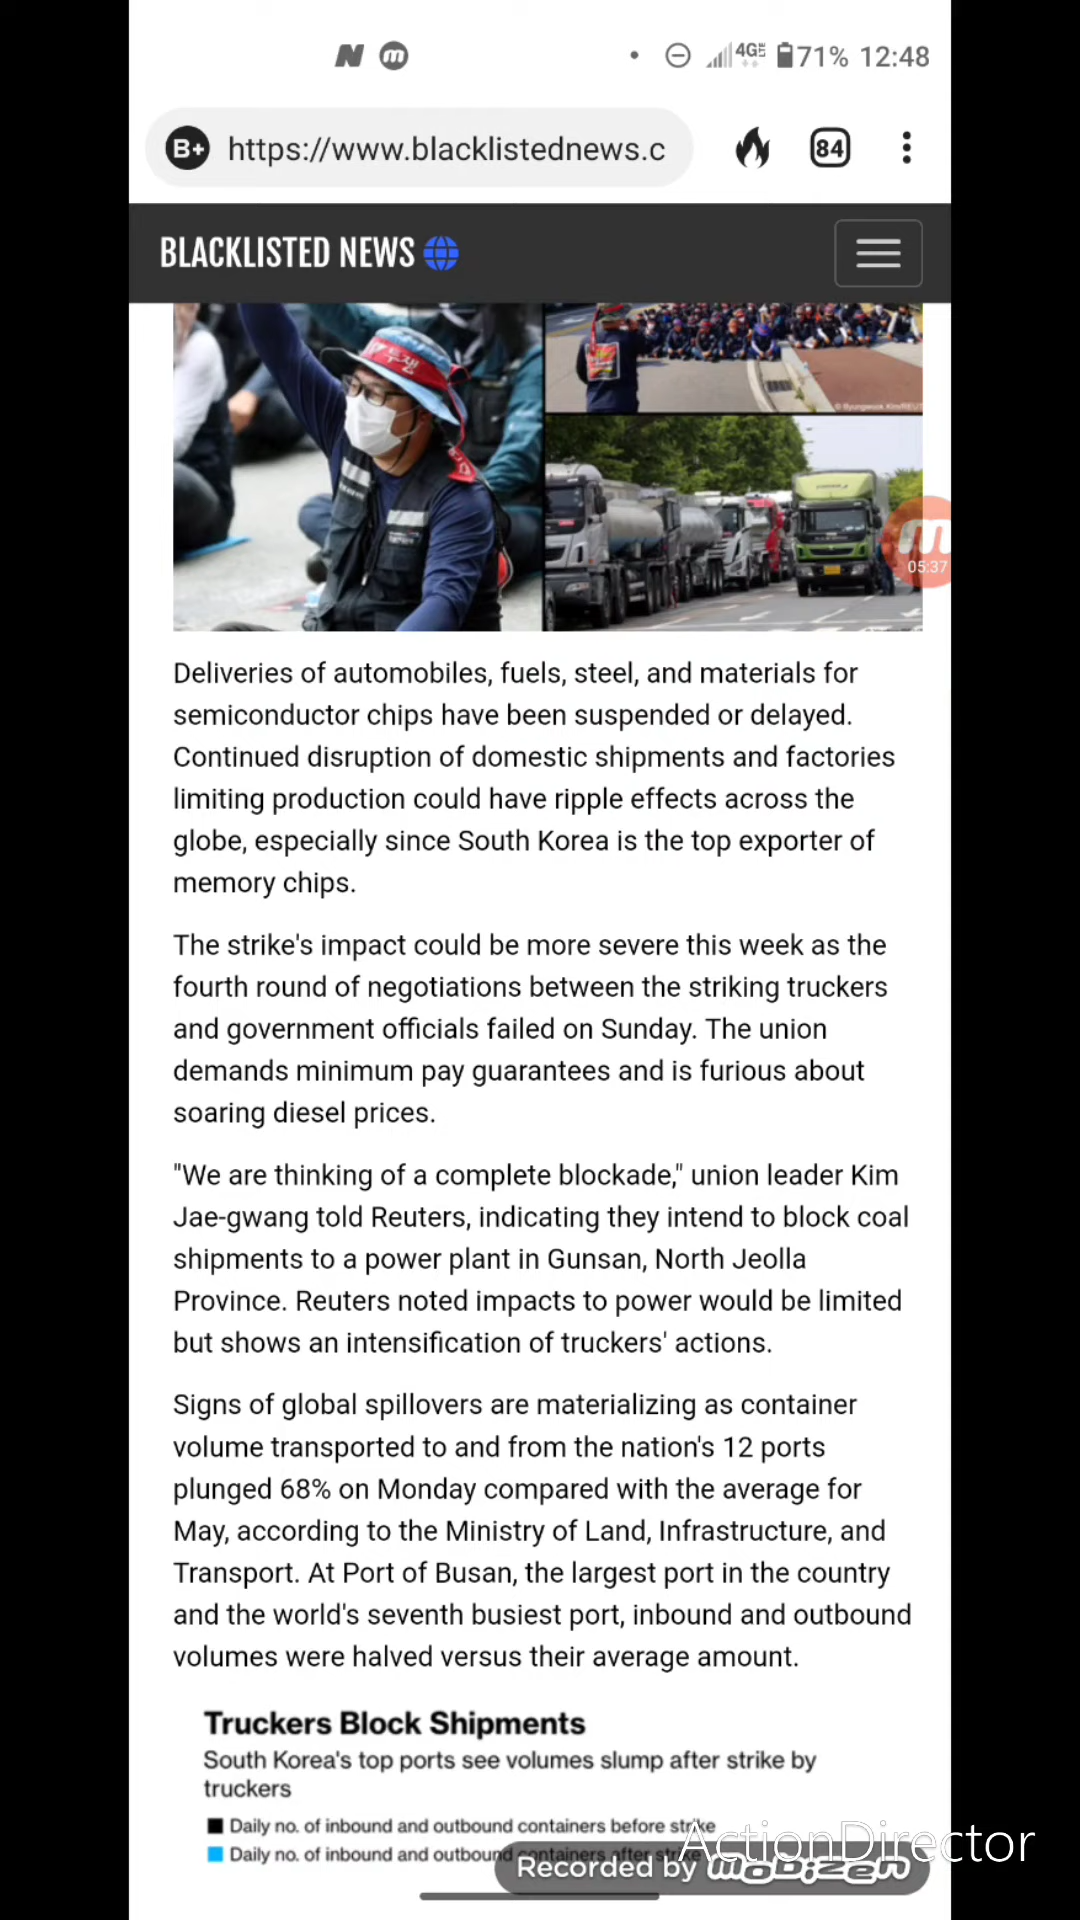 71% 12:48
B+ https://www.blacklistednews.c 84
BLACKLISTED NEWS
투쟁
05:37
Deliveries of automobiles, fuels, steel, and materials for
semiconductor chips have been suspended or delayed.
Continued disruption of domestic shipments and factories
limiting production could have ripple effects across the
globe, especially since South Korea is the top exporter of
memory chips.
The strike's impact could be more severe this week as the
fourth round of negotiations between the striking truckers
and government officials failed on Sunday. The union
demands minimum pay guarantees and is furious about
soaring diesel prices.
"We are thinking of a complete blockade," union leader Kim
Jae-gwang told Reuters, indicating they intend to block coal
shipments to a power plant in Gunsan, North Jeolla
Province. Reuters noted impacts to power would be limited
but shows an intensification of truckers' actions.
Signs of global spillovers are materializing as container
volume transported to and from the nation's 12 ports
plunged 68% on Monday compared with the average for
May, according to the Ministry of Land, Infrastructure, and
Transport. At Port of Busan, the largest port in the country
and the world's seventh busiest port, inbound and outbound
volumes were halved versus their average amount.
Truckers Block Shipments
South Korea's top ports see volumes slump after strike by
truckers
Daily no. of inbound and outbound containers before strike
Daily no. of inbound and outbound containers after strike
ActionDirector
Recorded by mobizen